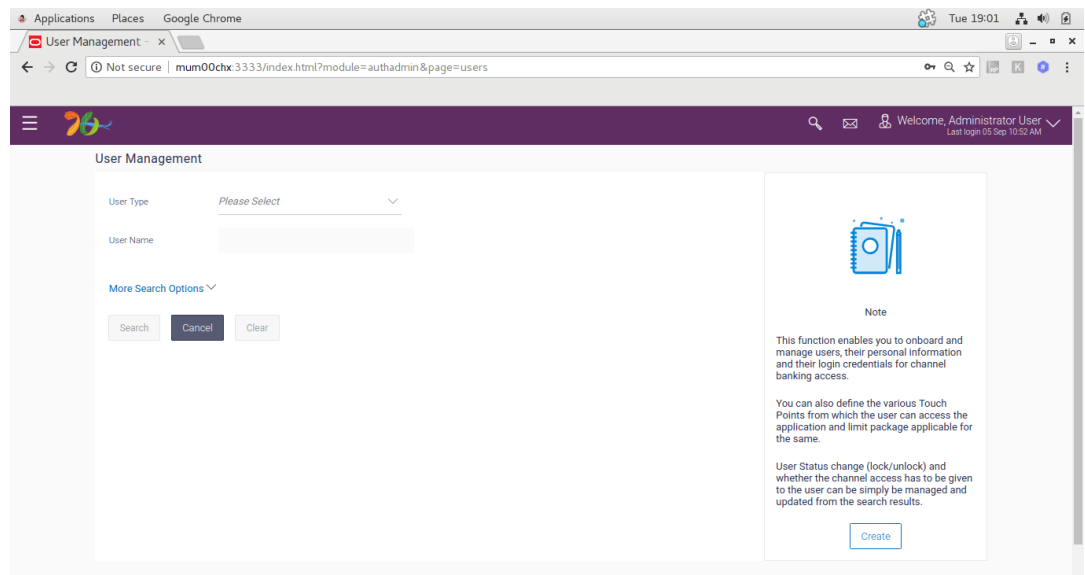 Applications Places Google Chrome Tue 19:01
User Management -
Not secure | mum00chx:3333/index.html?module=authadmin&page=users
Welcome, Administrator User
Last login 05 Sep 10:52 AM
User Management
User Type Please Select
User Name
More Search Options
Search Cancel Clear
Note
This function enables you to onboard and
manage users, their personal information
and their login credentials for channel
banking access.
You can also define the various Touch
Points from which the user can access the
application and limit package applicable for
the same.
User Status change (lock/unlock) and
whether the channel access has to be given
to the user can be simply be managed and
updated from the search results.
Create